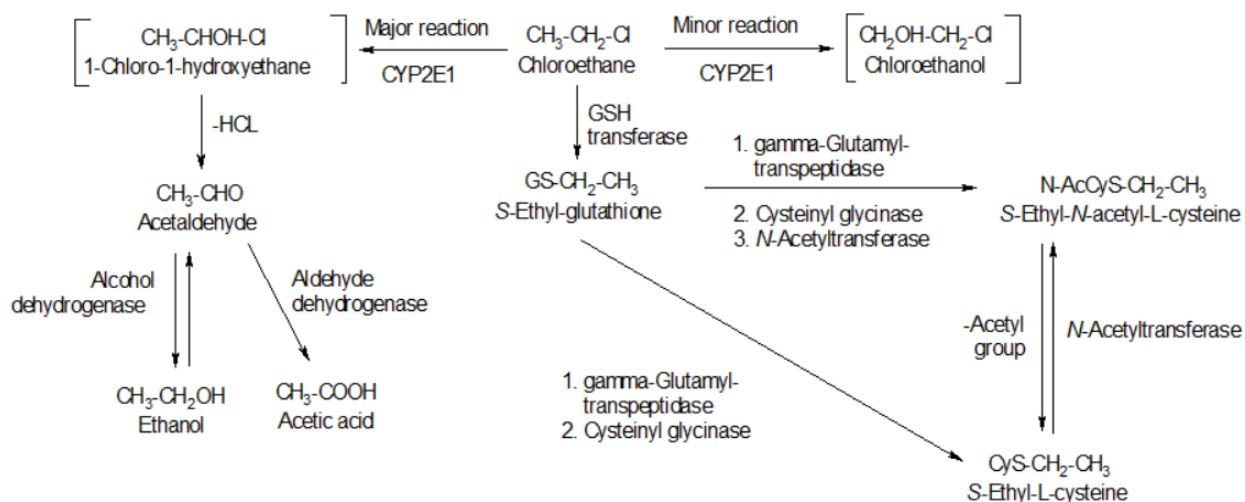 CH3-CHOH-Cl
1-Chloro-1-hydroxyethane
Major reaction
CYP2E1
CH3-CH2-Cl
Chloroethane
Minor reaction
CYP2E1
CH2OH-CH2-Cl
Chloroethanol
-HCL
GSH
transferase
CH3-CHO
Acetaldehyde
GS-CH2-CH3
S-Ethyl-glutathione
1. gamma-Glutamyl-
transpeptidase
2. Cysteinyl glycinase
3. N-Acetyltransferase
N-AcCyS-CH2-CH3
S-Ethyl-N-acetyl-L-cysteine
Alcohol
dehydrogenase
Aldehyde
dehydrogenase
-Acetyl
group
N-Acetyltransferase
CH3-CH2OH
Ethanol
CH3-COOH
Acetic acid
1. gamma-Glutamyl-
transpeptidase
2. Cysteinyl glycinase
CyS-CH2-CH3
S-Ethyl-L-cysteine